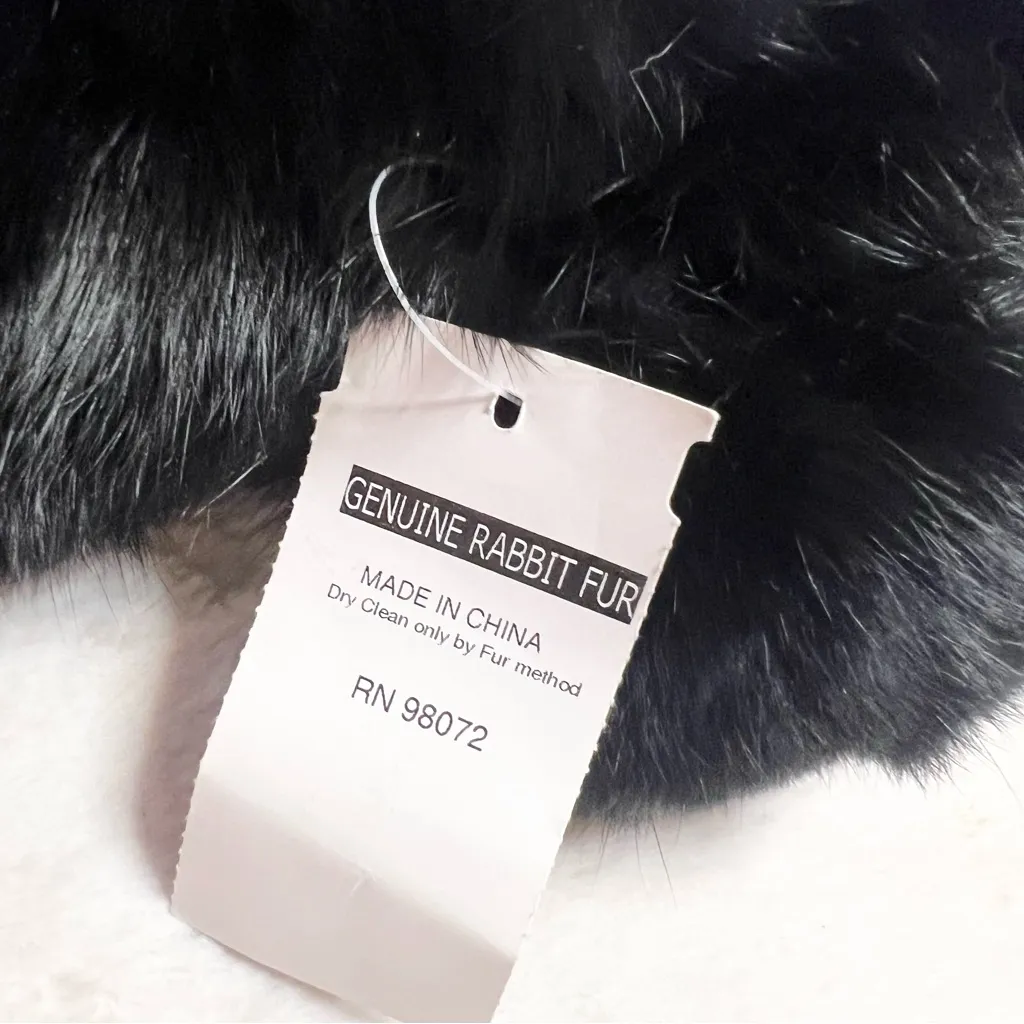 GENUINE RABBIT FUR
MADE IN CHINA
Dry Clean only by Fur method
RN 98072